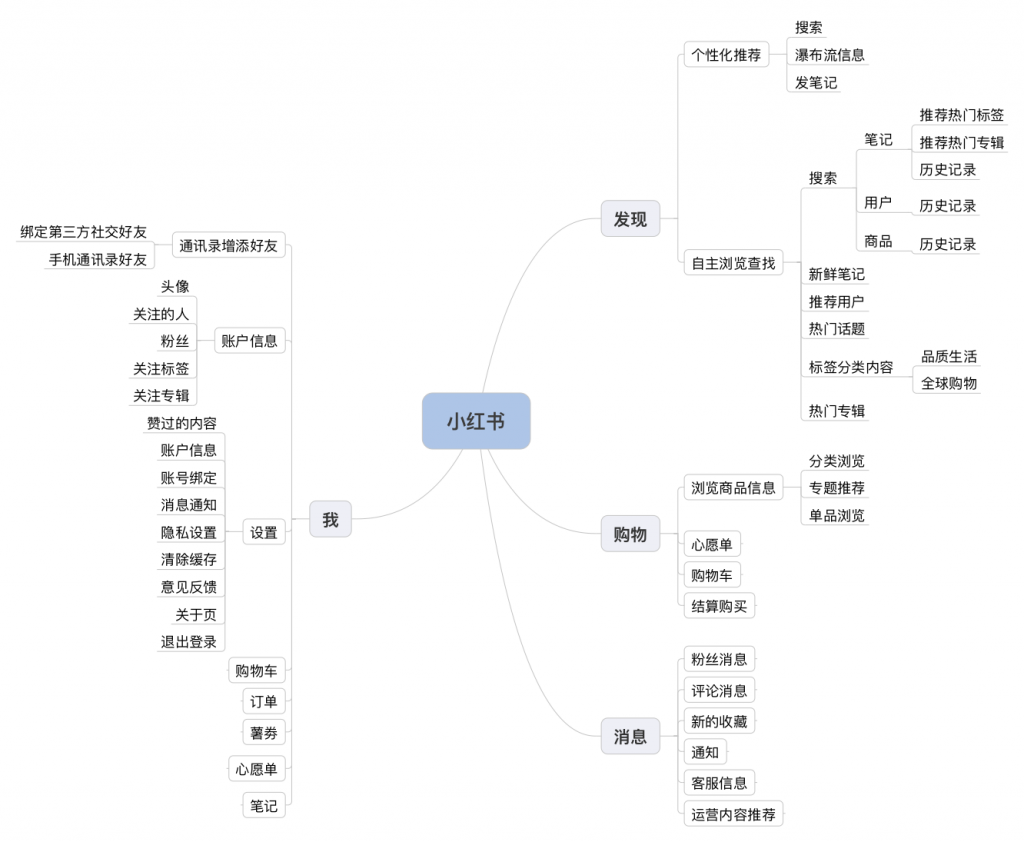 小红书
发现
个性化推荐
搜索
瀑布流信息
发笔记
自主浏览查找
搜索
笔记
推荐热门标签
推荐热门专辑
历史记录
用户
历史记录
商品
历史记录
新鲜笔记
推荐用户
热门话题
标签分类内容
品质生活
全球购物
热门专辑
购物
浏览商品信息
分类浏览
专题推荐
单品浏览
心愿单
购物车
结算购买
消息
粉丝消息
评论消息
新的收藏
通知
客服信息
运营内容推荐
我
通讯录增添好友
绑定第三方社交好友
手机通讯录好友
账户信息
头像
关注的人
粉丝
关注标签
关注专辑
设置
赞过的内容
账户信息
账号绑定
消息通知
隐私设置
清除缓存
意见反馈
关于页
退出登录
购物车
订单
薯券
心愿单
笔记